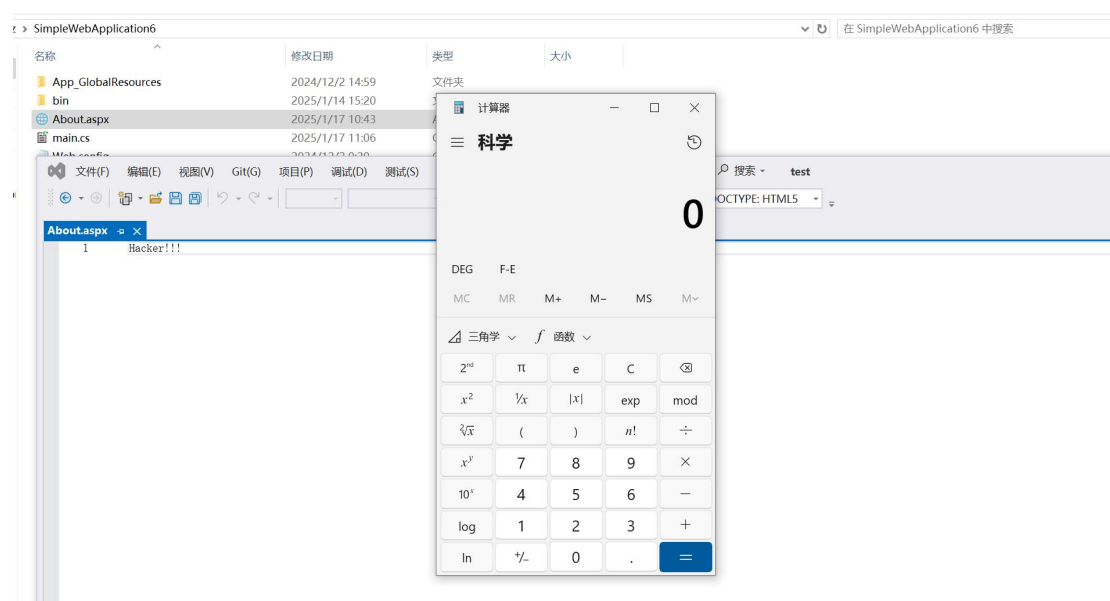 SimpleWebApplication6
在 SimpleWebApplication6 中搜索
名称 修改日期 类型 大小
App_GlobalResources 2024/12/2 14:59 文件夹
bin 2025/1/14 15:20
About.aspx 2025/1/17 10:43
main.cs 2025/1/17 11:06
文件(F) 编辑(E) 视图(V) Git(G) 项目(P) 调试(D) 测试(S)
搜索 test
DOCTYPE: HTML5
About.aspx
1 Hacker!!!
计算器
科学
0
DEG F-E
MC MR M+ M− MS M
三角学 f 函数
2ⁿᵈ π e C
x² ¹/x |x| exp mod
²√x ( ) n! ÷
xʸ 7 8 9 ×
10ˣ 4 5 6 −
log 1 2 3 +
ln +/− 0 . =